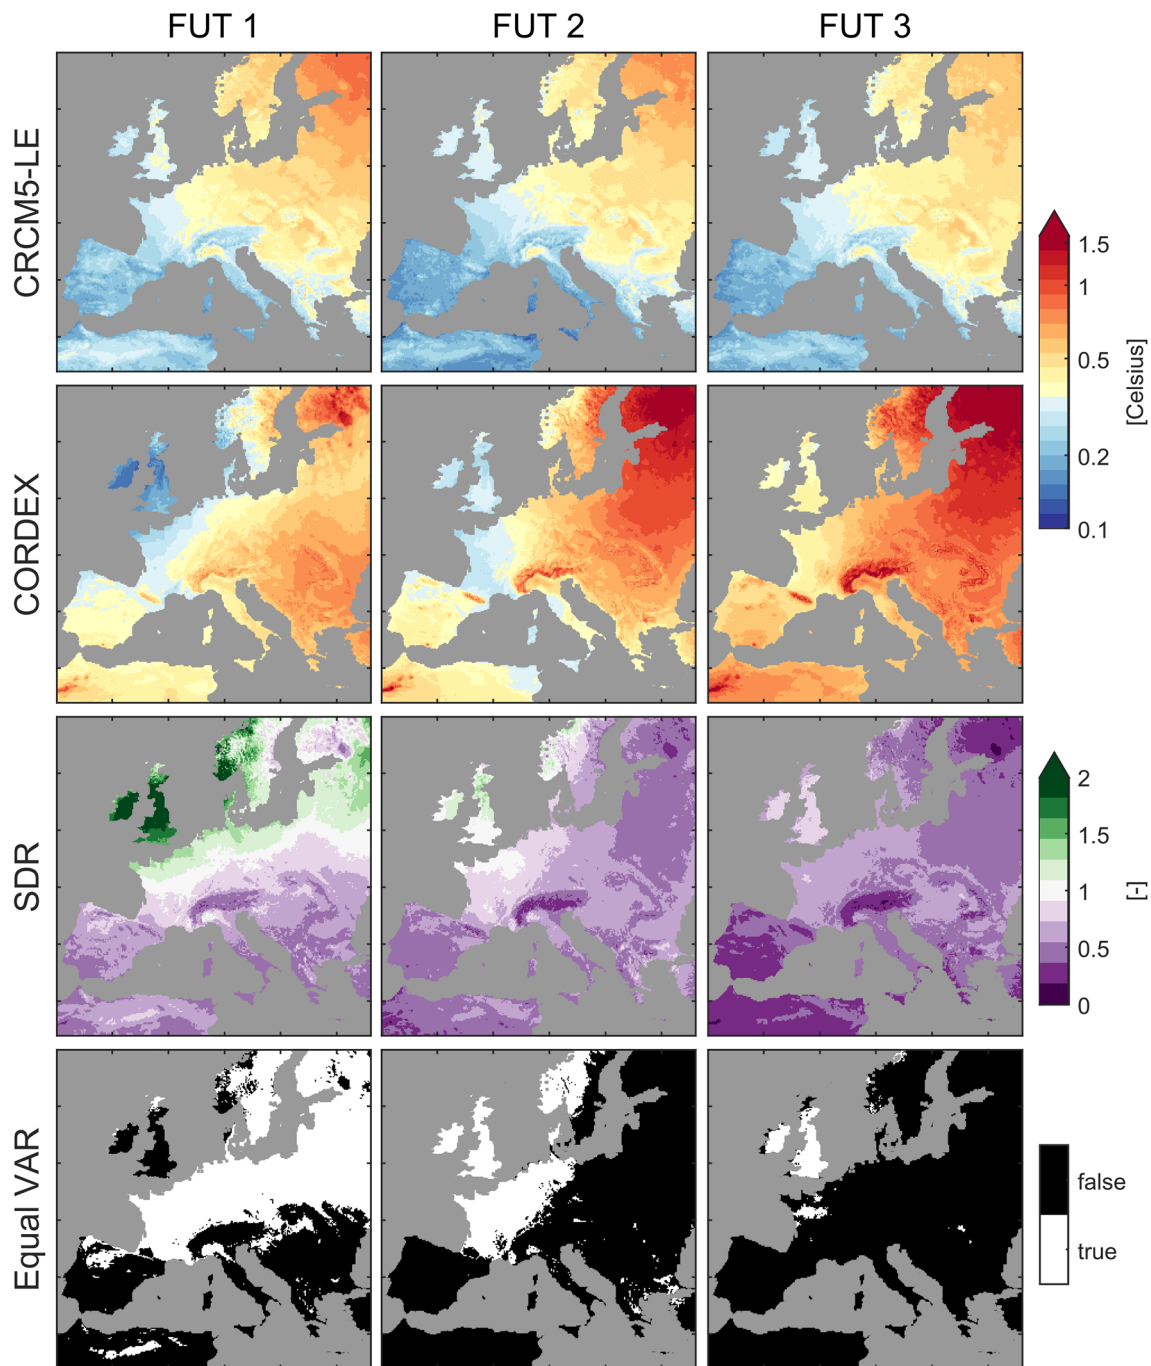 FUT 1
FUT 2
FUT 3
CRCM5-LE
1.5
1
0.5
0.2
0.1
[Celsius]
CORDEX
SDR
2
1.5
1
0.5
0
[-]
Equal VAR
false
true